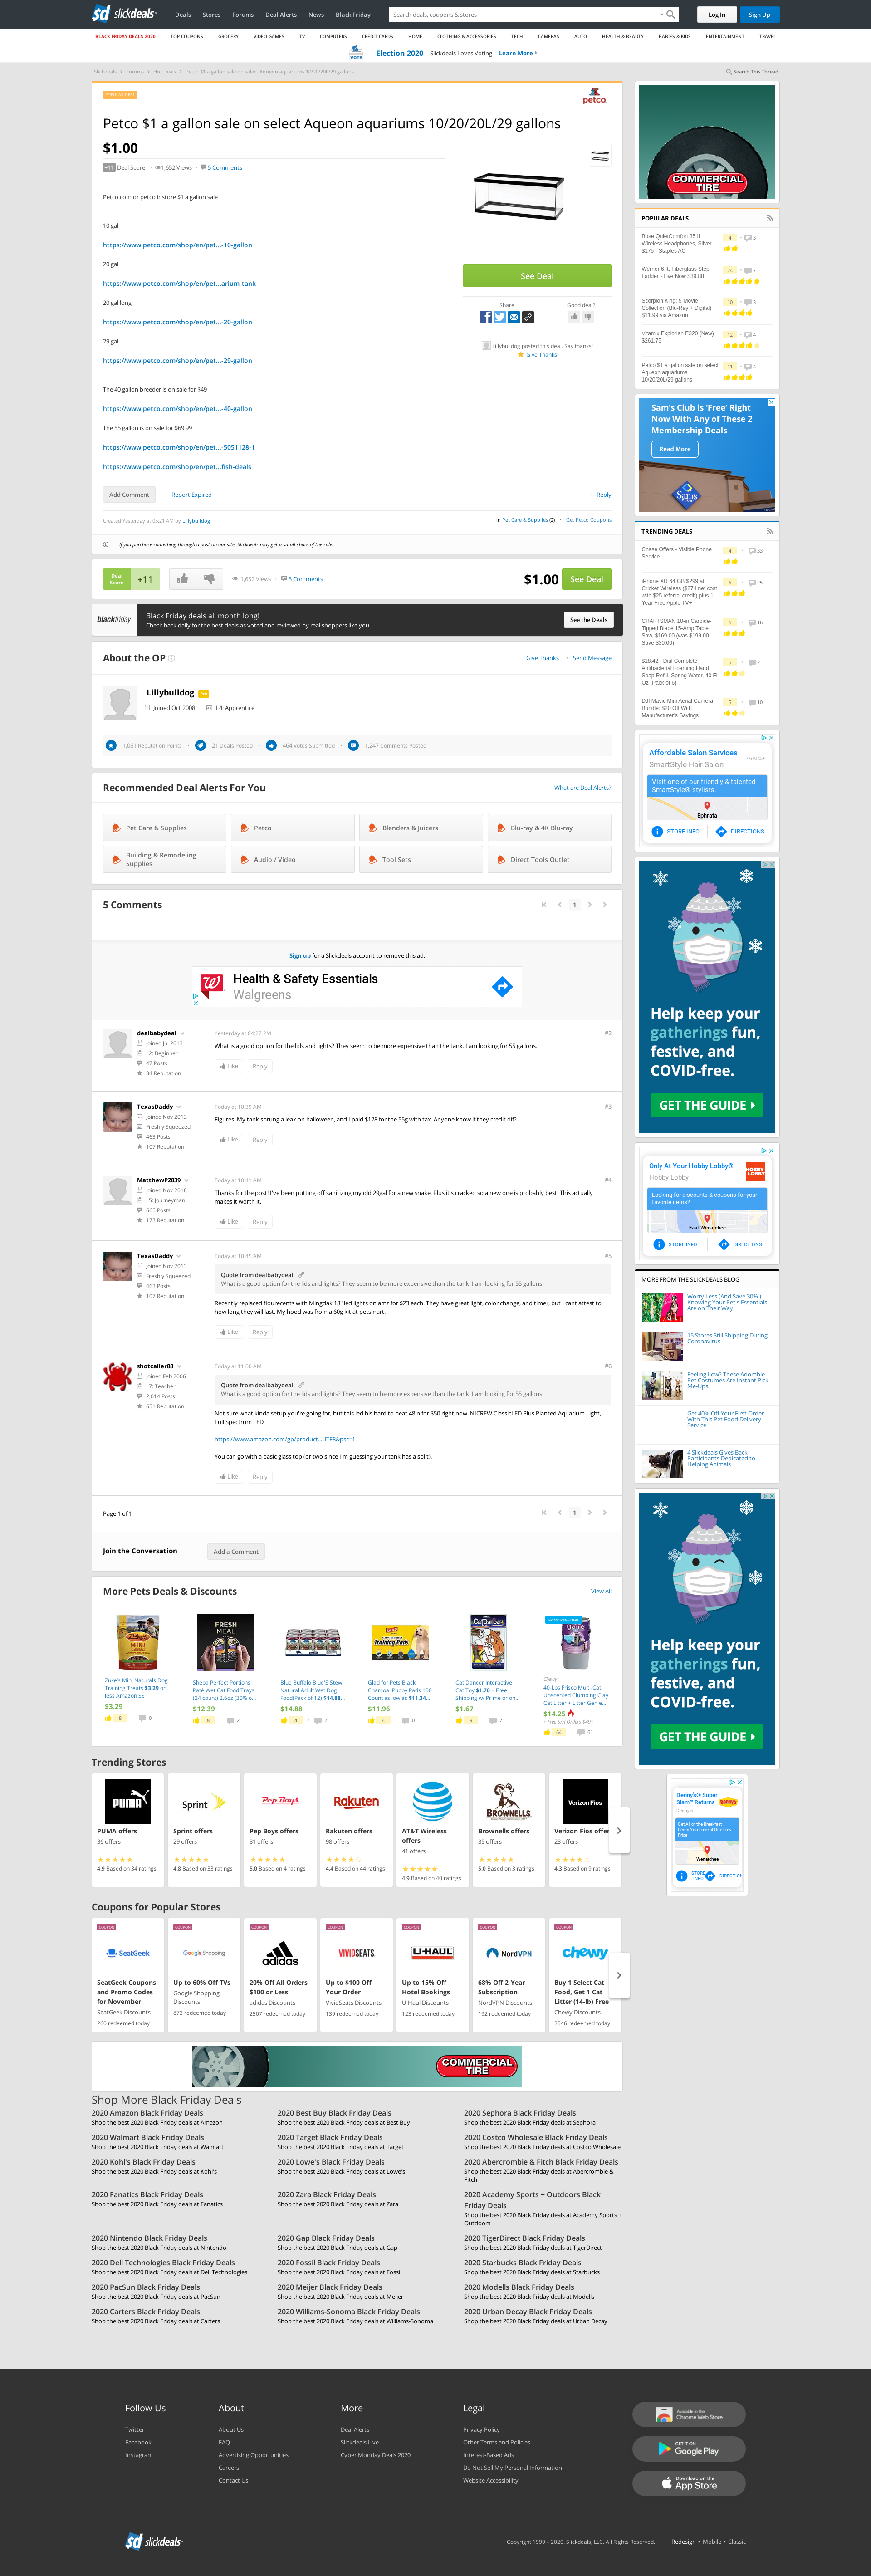 slickdeals
Deals Stores Forums Deal Alerts News Black Friday
Search deals, coupons & stores
Log In
Sign Up
BLACK FRIDAY DEALS 2020 TOP COUPONS GROCERY VIDEO GAMES TV COMPUTERS CREDIT CARDS HOME CLOTHING & ACCESSORIES TECH CAMERAS AUTO HEALTH & BEAUTY BABIES & KIDS ENTERTAINMENT TRAVEL
VOTE Election 2020 Slickdeals Loves Voting Learn More
Slickdeals Forums Hot Deals Petco $1 a gallon sale on select Aqueon aquariums 10/20/20L/29 gallons
Search This Thread
petco
Petco $1 a gallon sale on select Aqueon aquariums 10/20/20L/29 gallons
$1.00
+11 Deal Score 1,652 Views 5 Comments
Petco.com or petco instore $1 a gallon sale
10 gal
https://www.petco.com/shop/en/pet...-10-gallon
20 gal
https://www.petco.com/shop/en/pet...arium-tank
20 gal long
https://www.petco.com/shop/en/pet...-20-gallon
29 gal
https://www.petco.com/shop/en/pet...-29-gallon
The 40 gallon breeder is on sale for $49
https://www.petco.com/shop/en/pet...-40-gallon
The 55 gallon is on sale for $69.99
https://www.petco.com/shop/en/pet...-5051128-1
https://www.petco.com/shop/en/pet...fish-deals
See Deal
Share
Good deal?
Lillybulldog posted this deal. Say thanks!
Give Thanks
Add Comment Report Expired Reply
Created Yesterday at 05:21 AM by Lillybulldog
in Pet Care & Supplies (2) Get Petco Coupons
If you purchase something through a post on our site, Slickdeals may get a small share of the sale.
Deal Score +11 1,652 Views 5 Comments $1.00 See Deal
blackfriday
Black Friday deals all month long!
Check back daily for the best deals as voted and reviewed by real shoppers like you.
See the Deals
About the OP
Give Thanks Send Message
Lillybulldog Pro
Joined Oct 2008 L4: Apprentice
1,061 Reputation Points 21 Deals Posted 464 Votes Submitted 1,247 Comments Posted
Recommended Deal Alerts For You
What are Deal Alerts?
Pet Care & Supplies Petco Blenders & Juicers Blu-ray & 4K Blu-ray
Building & Remodeling Supplies Audio / Video Tool Sets Direct Tools Outlet
5 Comments
1
Sign up for a Slickdeals account to remove this ad.
Health & Safety Essentials
Walgreens
dealbabydeal
Joined Jul 2013
L2: Beginner
47 Posts
34 Reputation
Yesterday at 04:27 PM
#2
What is a good option for the lids and lights? They seem to be more expensive than the tank. I am looking for 55 gallons.
Like Reply
TexasDaddy
Joined Nov 2013
Freshly Squeezed
463 Posts
107 Reputation
Today at 10:39 AM
#3
Figures. My tank sprung a leak on halloween, and I paid $128 for the 55g with tax. Anyone know if they credit dif?
Like Reply
MatthewP2839
Joined Nov 2018
L5: Journeyman
665 Posts
173 Reputation
Today at 10:41 AM
#4
Thanks for the post! I've been putting off sanitizing my old 29gal for a new snake. Plus it's cracked so a new one is probably best. This actually
makes it worth it.
Like Reply
TexasDaddy
Joined Nov 2013
Freshly Squeezed
463 Posts
107 Reputation
Today at 10:45 AM
#5
Quote from dealbabydeal
What is a good option for the lids and lights? They seem to be more expensive than the tank. I am looking for 55 gallons.
Recently replaced flourecents with Mingdak 18" led lights on amz for $23 each. They have great light, color change, and timer, but I cant attest to
how long they will last. My hood was from a 60g kit at petsmart.
Like Reply
shotcaller88
Joined Feb 2006
L7: Teacher
2,014 Posts
651 Reputation
Today at 11:00 AM
#6
Quote from dealbabydeal
What is a good option for the lids and lights? They seem to be more expensive than the tank. I am looking for 55 gallons.
Not sure what kinda setup you're going for, but this led his hard to beat 48in for $50 right now. NICREW ClassicLED Plus Planted Aquarium Light,
Full Spectrum LED
https://www.amazon.com/gp/product...UTF8&psc=1
You can go with a basic glass top (or two since I'm guessing your tank has a split).
Like Reply
Page 1 of 1
1
Join the Conversation
Add a Comment
More Pets Deals & Discounts
View All
Zuke's Mini Naturals Dog Training Treats $3.29 or less Amazon SS
$3.29
8 0
Sheba Perfect Portions Paté Wet Cat Food Trays (24 count) 2.6oz (30% o...
$12.39
8 2
Blue Buffalo Blue'S Stew Natural Adult Wet Dog Food(Pack of 12) $14.88...
$14.88
4 2
Glad for Pets Black Charcoal Puppy Pads 100 Count as low as $11.34...
$11.96
4 0
Cat Dancer Interactive Cat Toy $1.70 + Free Shipping w/ Prime or on...
$1.67
9 7
Chewy
40-Lbs Frisco Multi-Cat Unscented Clumping Clay Cat Litter + Litter Genie...
$14.25
+ Free S/H Orders $49+
64 61
Trending Stores
PUMA offers
36 offers
4.9 Based on 34 ratings
Sprint offers
29 offers
4.8 Based on 33 ratings
Pep Boys offers
31 offers
5.0 Based on 4 ratings
Rakuten offers
98 offers
4.4 Based on 44 ratings
AT&T Wireless offers
41 offers
4.9 Based on 40 ratings
Brownells offers
35 offers
5.0 Based on 3 ratings
Verizon Fios offer
23 offers
4.3 Based on 9 ratings
Coupons for Popular Stores
COUPON
SeatGeek
SeatGeek Coupons and Promo Codes for November
SeatGeek Discounts
260 redeemed today
COUPON
Google Shopping
Up to 60% Off TVs
Google Shopping Discounts
873 redeemed today
COUPON
adidas
20% Off All Orders $100 or Less
adidas Discounts
2507 redeemed today
COUPON
VIVIDSEATS
Up to $100 Off Your Order
VividSeats Discounts
139 redeemed today
COUPON
U-HAUL
Up to 15% Off Hotel Bookings
U-Haul Discounts
123 redeemed today
COUPON
NordVPN
68% Off 2-Year Subscription
NordVPN Discounts
192 redeemed today
COUPON
chewy
Buy 1 Select Cat Food, Get 1 Cat Litter (14-lb) Free
Chewy Discounts
3546 redeemed today
COMMERCIAL TIRE
Shop More Black Friday Deals
2020 Amazon Black Friday Deals
Shop the best 2020 Black Friday deals at Amazon
2020 Best Buy Black Friday Deals
Shop the best 2020 Black Friday deals at Best Buy
2020 Sephora Black Friday Deals
Shop the best 2020 Black Friday deals at Sephora
2020 Walmart Black Friday Deals
Shop the best 2020 Black Friday deals at Walmart
2020 Target Black Friday Deals
Shop the best 2020 Black Friday deals at Target
2020 Costco Wholesale Black Friday Deals
Shop the best 2020 Black Friday deals at Costco Wholesale
2020 Kohl's Black Friday Deals
Shop the best 2020 Black Friday deals at Kohl's
2020 Lowe's Black Friday Deals
Shop the best 2020 Black Friday deals at Lowe's
2020 Abercrombie & Fitch Black Friday Deals
Shop the best 2020 Black Friday deals at Abercrombie & Fitch
2020 Fanatics Black Friday Deals
Shop the best 2020 Black Friday deals at Fanatics
2020 Zara Black Friday Deals
Shop the best 2020 Black Friday deals at Zara
2020 Academy Sports + Outdoors Black Friday Deals
Shop the best 2020 Black Friday deals at Academy Sports + Outdoors
2020 Nintendo Black Friday Deals
Shop the best 2020 Black Friday deals at Nintendo
2020 Gap Black Friday Deals
Shop the best 2020 Black Friday deals at Gap
2020 TigerDirect Black Friday Deals
Shop the best 2020 Black Friday deals at TigerDirect
2020 Dell Technologies Black Friday Deals
Shop the best 2020 Black Friday deals at Dell Technologies
2020 Fossil Black Friday Deals
Shop the best 2020 Black Friday deals at Fossil
2020 Starbucks Black Friday Deals
Shop the best 2020 Black Friday deals at Starbucks
2020 PacSun Black Friday Deals
Shop the best 2020 Black Friday deals at PacSun
2020 Meijer Black Friday Deals
Shop the best 2020 Black Friday deals at Meijer
2020 Modells Black Friday Deals
Shop the best 2020 Black Friday deals at Modells
2020 Carters Black Friday Deals
Shop the best 2020 Black Friday deals at Carters
2020 Williams-Sonoma Black Friday Deals
Shop the best 2020 Black Friday deals at Williams-Sonoma
2020 Urban Decay Black Friday Deals
Shop the best 2020 Black Friday deals at Urban Decay
COMMERCIAL TIRE
POPULAR DEALS
Bose QuietComfort 35 II Wireless Headphones, Silver $175 - Staples AC
4 3
Werner 6 ft. Fiberglass Step Ladder - Live Now $39.88
24 7
Scorpion King: 5-Movie Collection (Blu-Ray + Digital) $11.99 via Amazon
10 3
Vitamix Explorian E320 (New) $261.75
12 4
Petco $1 a gallon sale on select Aqueon aquariums 10/20/20L/29 gallons
11 4
Sam's Club is 'Free' Right Now With Any of These 2 Membership Deals
Read More
TRENDING DEALS
Chase Offers - Visible Phone Service
4 33
iPhone XR 64 GB $299 at Cricket Wireless ($274 net cost with $25 referral credit) plus 1 Year Free Apple TV+
6 25
CRAFTSMAN 10-in Carbide-Tipped Blade 15-Amp Table Saw. $169.00 (was $199.00, Save $30.00)
6 16
$18.42 - Dial Complete Antibacterial Foaming Hand Soap Refill, Spring Water, 40 Fl Oz (Pack of 6)
5 2
DJI Mavic Mini Aerial Camera Bundle: $20 Off With Manufacturer's Savings
5 10
Affordable Salon Services
SmartStyle Hair Salon
Visit one of our friendly & talented SmartStyle® stylists.
Ephrata
STORE INFO DIRECTIONS
Help keep your gatherings fun, festive, and COVID-free.
GET THE GUIDE
Only At Your Hobby Lobby®
Hobby Lobby
Looking for discounts & coupons for your favorite items?
East Wenatchee
STORE INFO DIRECTIONS
MORE FROM THE SLICKDEALS BLOG
Worry Less (And Save 30% ) Knowing Your Pet's Essentials Are on Their Way
15 Stores Still Shipping During Coronavirus
Feeling Low? These Adorable Pet Costumes Are Instant Pick-Me-Ups
Get 40% Off Your First Order With This Pet Food Delivery Service
4 Slickdeals Gives Back Participants Dedicated to Helping Animals
Help keep your gatherings fun, festive, and COVID-free.
GET THE GUIDE
Denny's® Super Slam™ Returns
Denny's
Wenatchee
STORE INFO
Follow Us
Twitter
Facebook
Instagram
About
About Us
FAQ
Advertising Opportunities
Careers
Contact Us
More
Deal Alerts
Slickdeals Live
Cyber Monday Deals 2020
Legal
Privacy Policy
Other Terms and Policies
Interest-Based Ads
Do Not Sell My Personal Information
Website Accessibility
Available in the Chrome Web Store
GET IT ON Google Play
Download on the App Store
slickdeals
Copyright 1999 – 2020. Slickdeals, LLC. All Rights Reserved. Redesign • Mobile • Classic